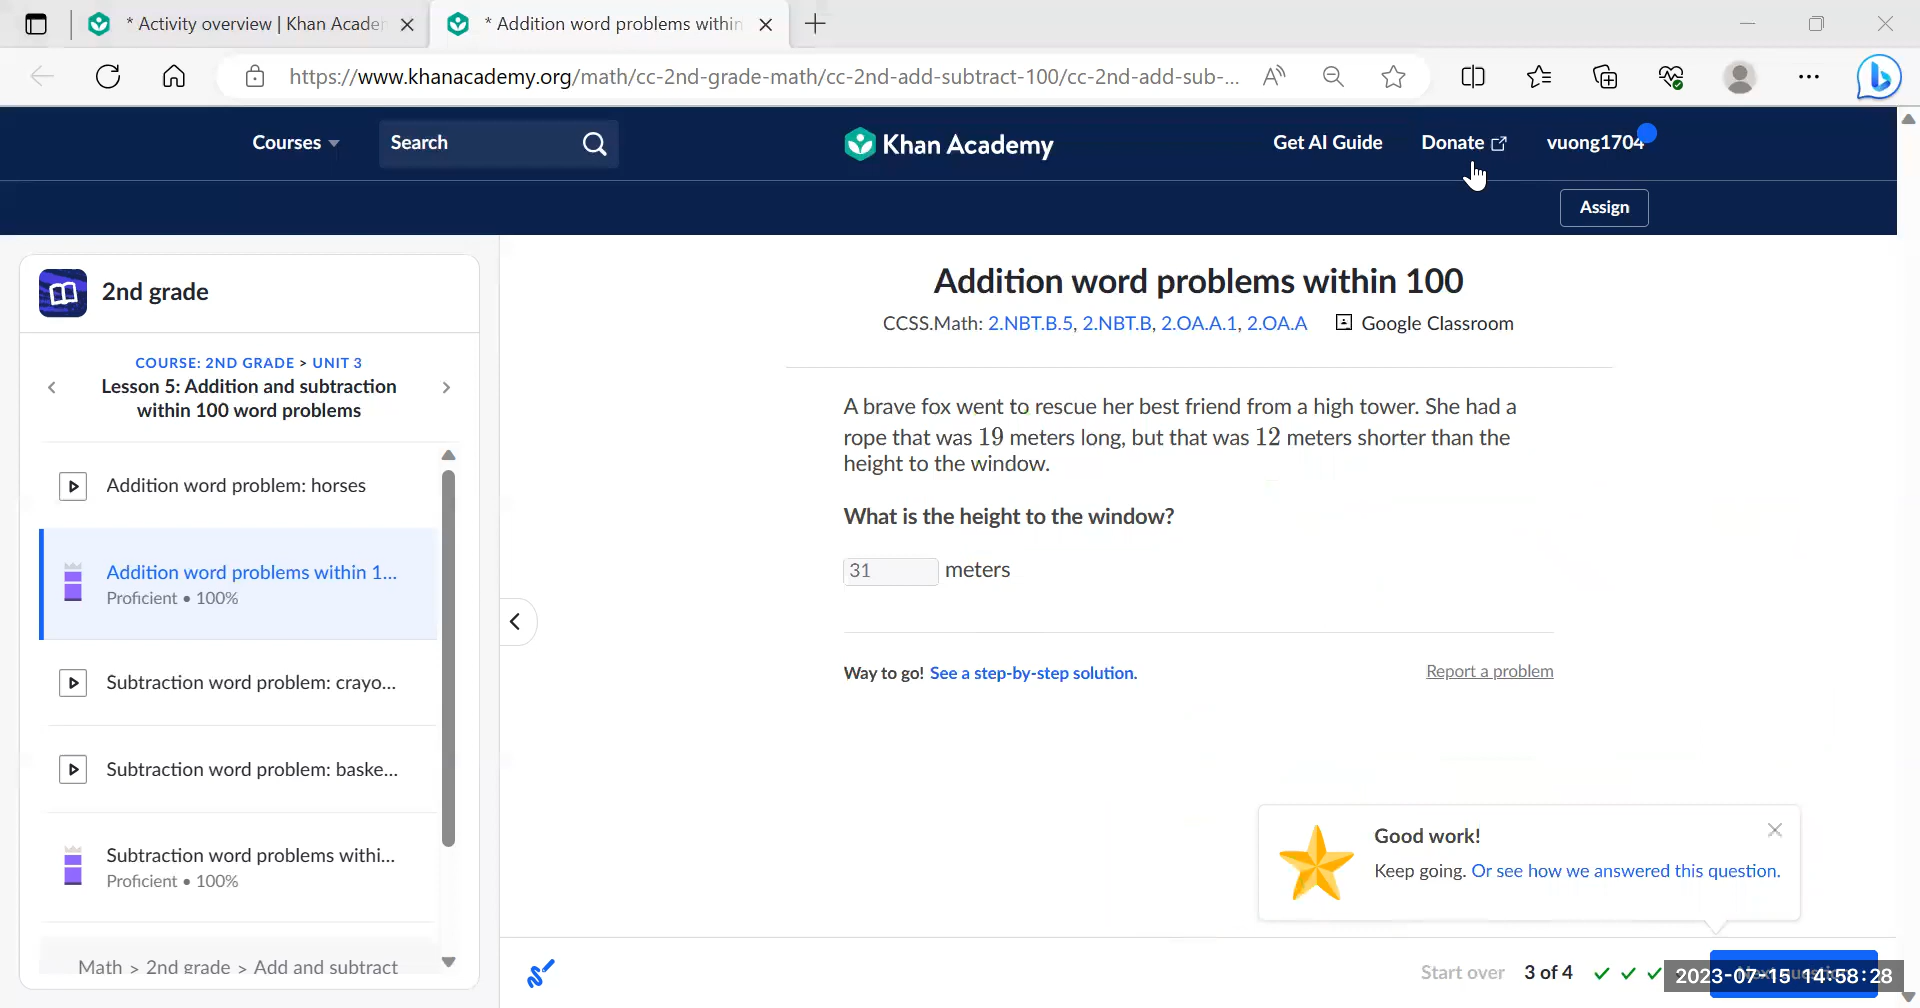 * Activity overview | Khan Acader
* Addition word problems within
https://www.khanacademy.org/math/cc-2nd-grade-math/cc-2nd-add-subtract-100/cc-2nd-add-sub-...
Courses
Search
Khan Academy
Get AI Guide
Donate
vuong1704
Assign
2nd grade
COURSE: 2ND GRADE > UNIT 3
Lesson 5: Addition and subtraction
within 100 word problems
Addition word problem: horses
Addition word problems within 1...
Proficient • 100%
Subtraction word problem: crayo...
Subtraction word problem: baske...
Subtraction word problems withi...
Proficient • 100%
Math > 2nd grade > Add and subtract
Addition word problems within 100
CCSS.Math: 2.NBT.B.5, 2.NBT.B, 2.OA.A.1, 2.OA.A Google Classroom
A brave fox went to rescue her best friend from a high tower. She had a
rope that was 19 meters long, but that was 12 meters shorter than the
height to the window.
What is the height to the window?
31 meters
Way to go! See a step-by-step solution.
Report a problem
Good work!
Keep going. Or see how we answered this question.
Start over 3 of 4
2023-07-15 14:58:28